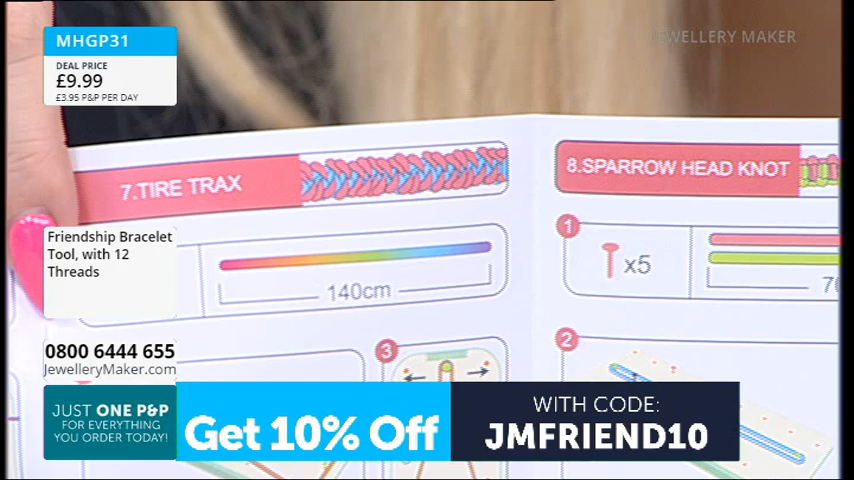 MHGP31
DEAL PRICE
£9.99
£3.95 P&P PER DAY
JEWELLERY MAKER
7.TIRE TRAX
8.SPARROW HEAD KNOT
1
x5
140cm
Friendship Bracelet
Tool, with 12
Threads
2
3
0800 6444 655
JewelleryMaker.com
JUST ONE P&P
FOR EVERYTHING
YOU ORDER TODAY!
Get 10% Off
WITH CODE:
JMFRIEND10